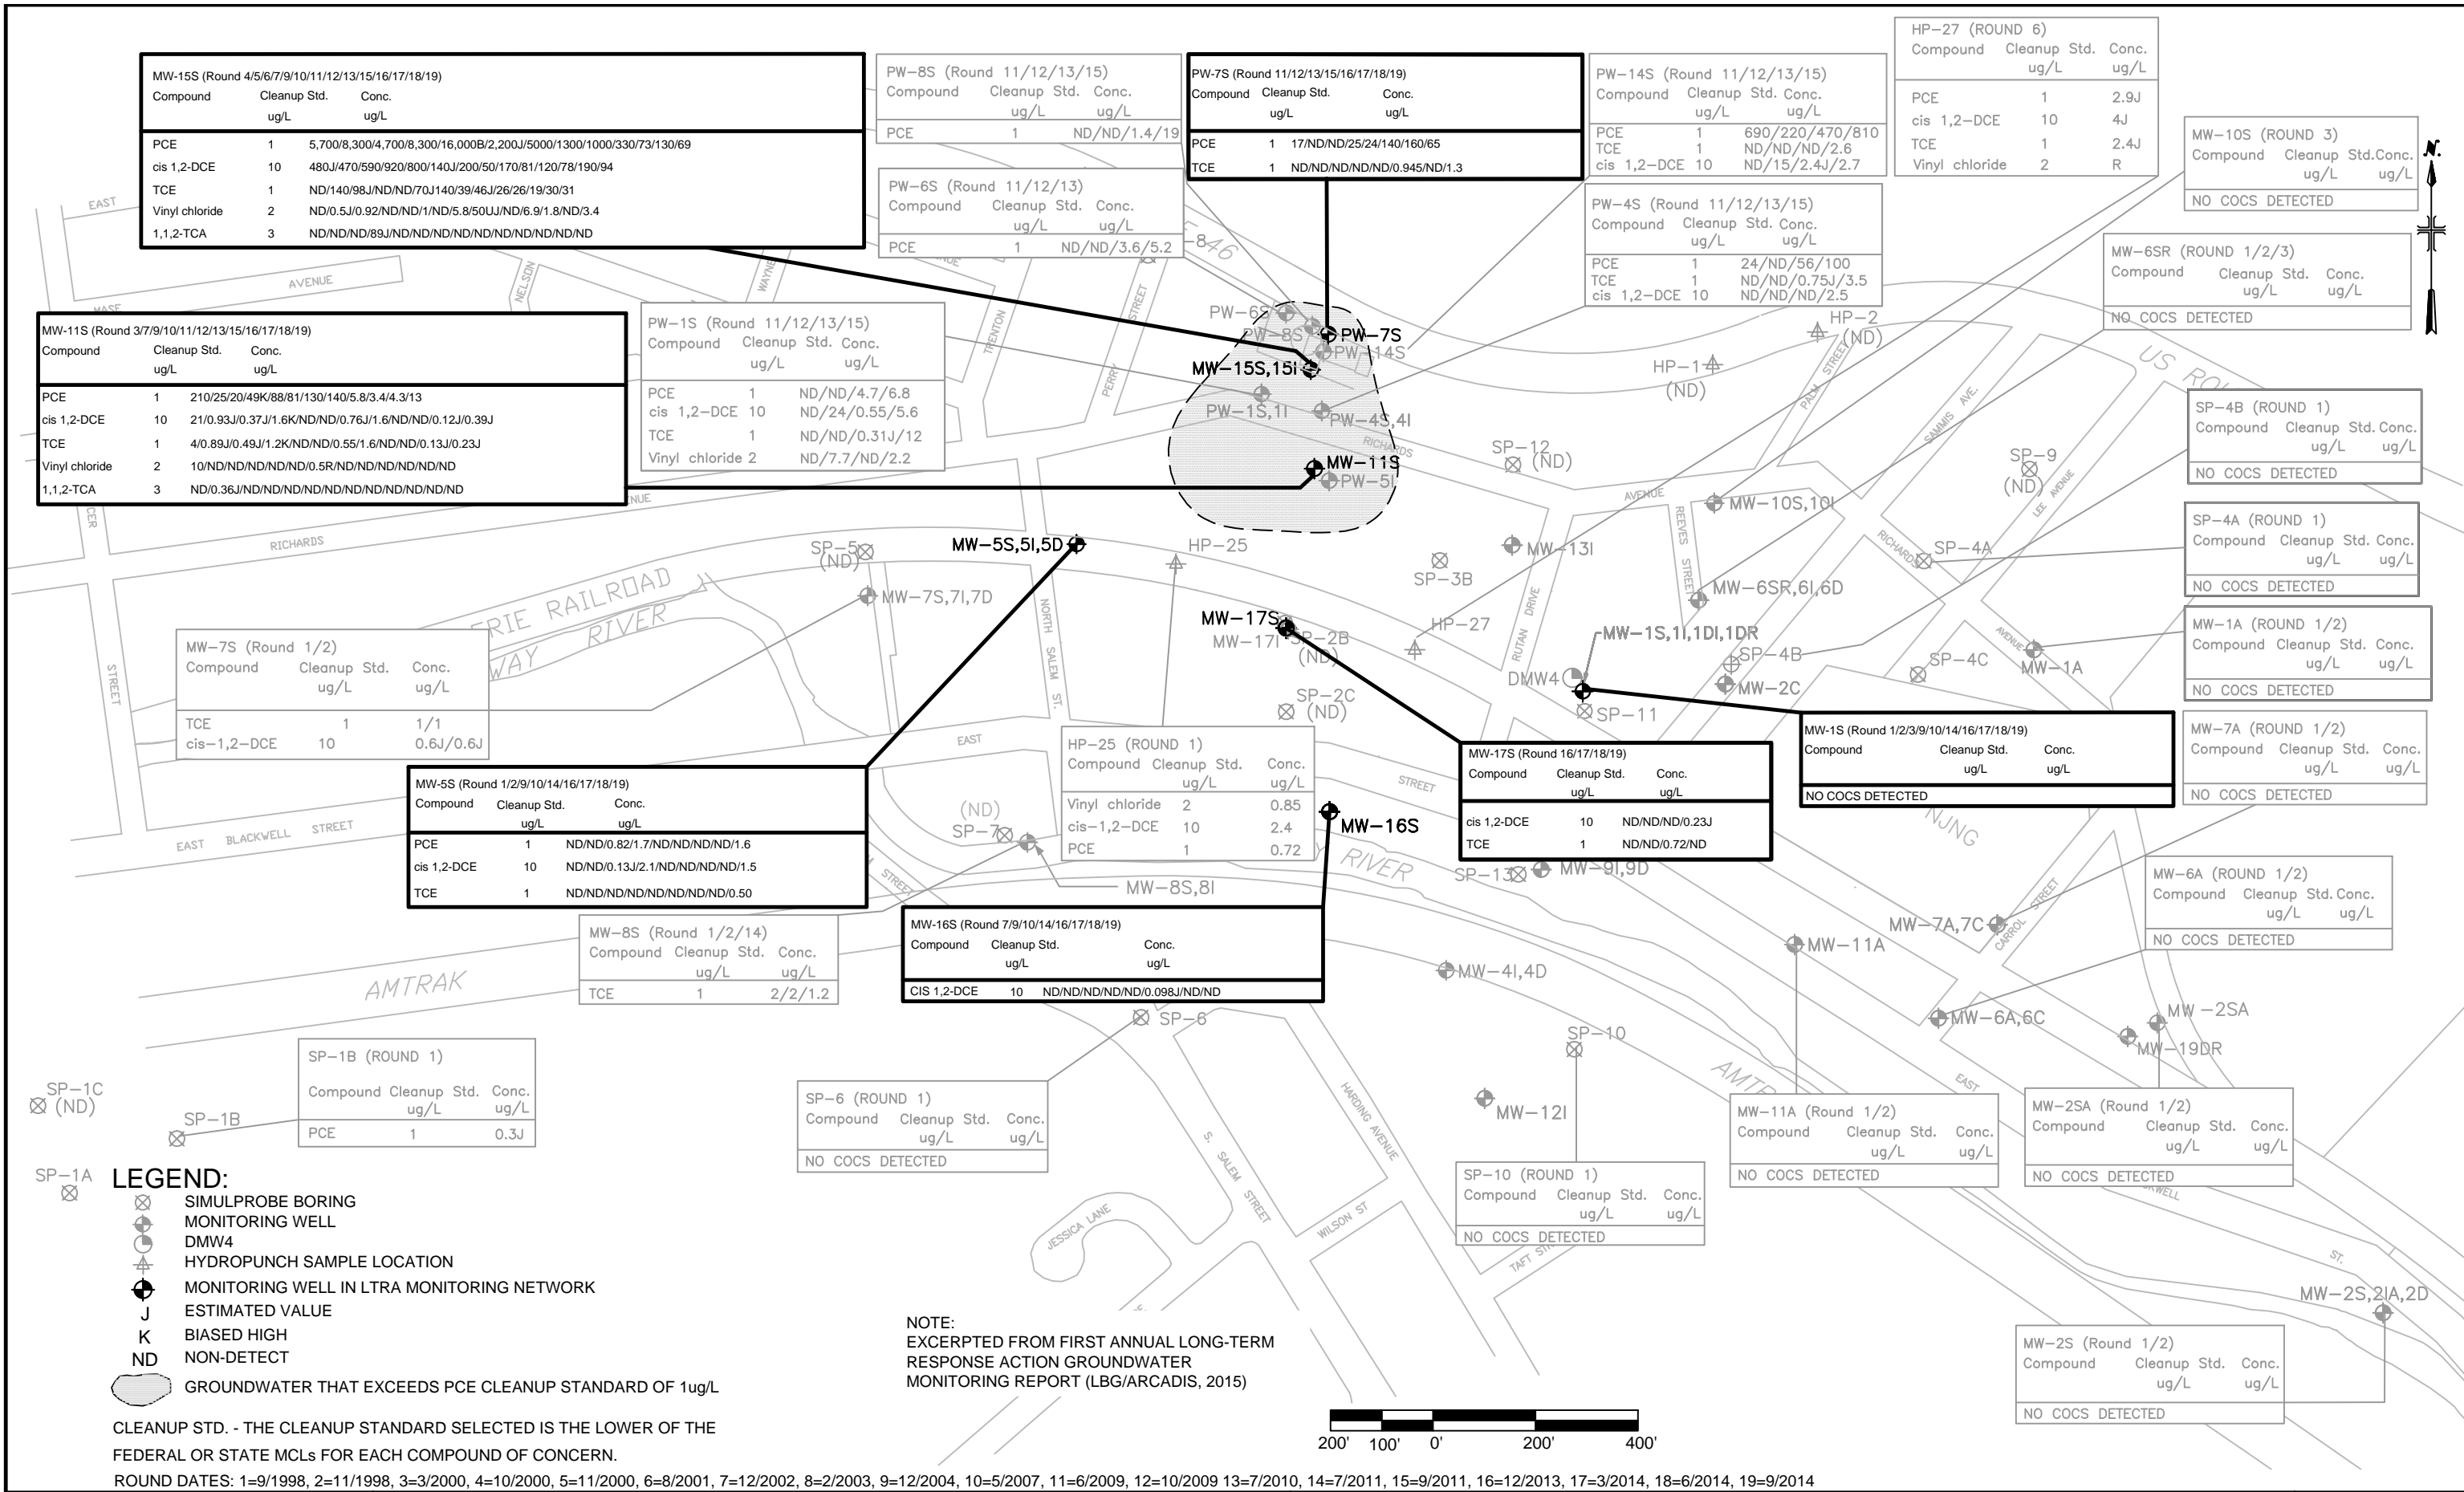 MW-15S (Round 4/5/6/7/9/10/11/12/13/15/16/17/18/19)
Compound Cleanup Std. Conc.
ug/L ug/L
PCE 1 5,700/8,300/4,700/8,300/16,000B/2,200J/5000/1300/1000/330/73/130/69
cis 1,2-DCE 10 480J/470/590/920/800/140J/200/50/170/81/120/78/190/94
TCE 1 ND/140/98J/ND/ND/70J140/39/46J/26/26/19/30/31
Vinyl chloride 2 ND/0.5J/0.92/ND/ND/1/ND/5.8/50UJ/ND/6.9/1.8/ND/3.4
1,1,2-TCA 3 ND/ND/ND/89J/ND/ND/ND/ND/ND/ND/ND/ND/ND/ND
PW-8S (Round 11/12/13/15)
Compound Cleanup Std. Conc.
ug/L ug/L
PCE 1 ND/ND/1.4/19
PW-6S (Round 11/12/13)
Compound Cleanup Std. Conc.
ug/L ug/L
PCE 1 ND/ND/3.6/5.2
PW-7S (Round 11/12/13/15/16/17/18/19)
Compound Cleanup Std. Conc.
ug/L ug/L
PCE 1 17/ND/ND/25/24/140/160/65
TCE 1 ND/ND/ND/ND/ND/0.945/ND/1.3
PW-14S (Round 11/12/13/15)
Compound Cleanup Std. Conc.
ug/L ug/L
PCE 1 690/220/470/810
TCE 1 ND/ND/ND/2.6
cis 1,2-DCE 10 ND/15/2.4J/2.7
PW-4S (Round 11/12/13/15)
Compound Cleanup Std. Conc.
ug/L ug/L
PCE 1 24/ND/56/100
TCE 1 ND/ND/0.75J/3.5
cis 1,2-DCE 10 ND/ND/ND/2.5
HP-27 (ROUND 6)
Compound Cleanup Std. Conc.
ug/L ug/L
PCE 1 2.9J
cis 1,2-DCE 10 4J
TCE 1 2.4J
Vinyl chloride 2 R
MW-10S (ROUND 3)
Compound Cleanup Std. Conc.
ug/L ug/L
NO COCS DETECTED
N.
MW-6SR (ROUND 1/2/3)
Compound Cleanup Std. Conc.
ug/L ug/L
NO COCS DETECTED
EAST
AVENUE
NELSON
WAYNE
TRENTON
PERRY
STREET
-8
46
MW-11S (Round 3/7/9/10/11/12/13/15/16/17/18/19)
Compound Cleanup Std. Conc.
ug/L ug/L
PCE 1 210/25/20/49K/88/81/130/140/5.8/3.4/4.3/13
cis 1,2-DCE 10 21/0.93J/0.37J/1.6K/ND/ND/0.76J/1.6/ND/ND/0.12J/0.39J
TCE 1 4/0.89J/0.49J/1.2K/ND/ND/0.55/1.6/ND/ND/0.13J/0.23J
Vinyl chloride 2 10/ND/ND/ND/ND/ND/0.5R/ND/ND/ND/ND/ND/ND
1,1,2-TCA 3 ND/0.36J/ND/ND/ND/ND/ND/ND/ND/ND/ND/ND/ND
PW-1S (Round 11/12/13/15)
Compound Cleanup Std. Conc.
ug/L ug/L
PCE 1 ND/ND/4.7/6.8
cis 1,2-DCE 10 ND/24/0.55/5.6
TCE 1 ND/ND/0.31J/12
Vinyl chloride 2 ND/7.7/ND/2.2
PW-6S
PW-8S
PW-7S
PW-14S
MW-15S,15I
PW-1S,1I
PW-4S,4I
RICHARDS
MW-11S
PW-5I
HP-1
(ND)
HP-2
(ND)
PALM STREET
SAMMIS AVE.
US ROU
SP-12
(ND)
SP-9
(ND)
LEE AVENUE
AVENUE
REEVES STREET
MW-10S,10I
SP-4B (ROUND 1)
Compound Cleanup Std. Conc.
ug/L ug/L
NO COCS DETECTED
SP-4A (ROUND 1)
Compound Cleanup Std. Conc.
ug/L ug/L
NO COCS DETECTED
MW-1A (ROUND 1/2)
Compound Cleanup Std. Conc.
ug/L ug/L
NO COCS DETECTED
MW-7A (ROUND 1/2)
Compound Cleanup Std. Conc.
ug/L ug/L
NO COCS DETECTED
RICHARDS
ERIE RAILROAD
WAY RIVER
SP-5
(ND)
MW-5S,5I,5D
HP-25
MW-7S,7I,7D
NORTH SALEM ST.
SP-3B
MW-13I
RICHARDS
AVENUE
SP-4A
MW-6SR,6I,6D
MW-17S
MW-17I
SP-2B
(ND)
HP-27
RUTAN DRIVE
MW-1S,1I,1DI,1DR
DMW4
SP-11
SP-4B
MW-2C
SP-4C
MW-1A
SP-2C
(ND)
STREET
MW-7S (Round 1/2)
Compound Cleanup Std. Conc.
ug/L ug/L
TCE 1 1/1
cis-1,2-DCE 10 0.6J/0.6J
EAST BLACKWELL STREET
EAST
STREET
MW-5S (Round 1/2/9/10/14/16/17/18/19)
Compound Cleanup Std. Conc.
ug/L ug/L
PCE 1 ND/ND/0.82/1.7/ND/ND/ND/ND/1.6
cis 1,2-DCE 10 ND/ND/0.13J/2.1/ND/ND/ND/ND/1.5
TCE 1 ND/ND/ND/ND/ND/ND/ND/ND/0.50
HP-25 (ROUND 1)
Compound Cleanup Std. Conc.
ug/L ug/L
Vinyl chloride 2 0.85
cis-1,2-DCE 10 2.4
PCE 1 0.72
MW-17S (Round 16/17/18/19)
Compound Cleanup Std. Conc.
ug/L ug/L
cis 1,2-DCE 10 ND/ND/ND/0.23J
TCE 1 ND/ND/0.72/ND
MW-1S (Round 1/2/3/9/10/14/16/17/18/19)
Compound Cleanup Std. Conc.
ug/L ug/L
NO COCS DETECTED
(ND)
SP-7
MW-8S,8I
MW-16S
RIVER
SP-13
MW-9I,9D
NJNG
MW-8S (Round 1/2/14)
Compound Cleanup Std. Conc.
ug/L ug/L
TCE 1 2/2/1.2
MW-16S (Round 7/9/10/14/16/17/18/19)
Compound Cleanup Std. Conc.
ug/L ug/L
CIS 1,2-DCE 10 ND/ND/ND/ND/ND/0.098J/ND/ND
MW-6A (ROUND 1/2)
Compound Cleanup Std. Conc.
ug/L ug/L
NO COCS DETECTED
AMTRAK
MW-4I,4D
MW-11A
MW-7A,7C
CARROL STREET
MW-6A,6C
MW-2SA
MW-19DR
SP-6
SP-10
MW-12I
EAST
SP-1C
(ND)
SP-1B
SP-1A
SP-1B (ROUND 1)
Compound Cleanup Std. Conc.
ug/L ug/L
PCE 1 0.3J
SP-6 (ROUND 1)
Compound Cleanup Std. Conc.
ug/L ug/L
NO COCS DETECTED
S. SALEM STREET
HARDING AVENUE
WILSON ST
JESSICA LANE
SP-10 (ROUND 1)
Compound Cleanup Std. Conc.
ug/L ug/L
NO COCS DETECTED
MW-11A (Round 1/2)
Compound Cleanup Std. Conc.
ug/L ug/L
NO COCS DETECTED
MW-2SA (Round 1/2)
Compound Cleanup Std. Conc.
ug/L ug/L
NO COCS DETECTED
ST.
MW-2S,2IA,2D
MW-2S (Round 1/2)
Compound Cleanup Std. Conc.
ug/L ug/L
NO COCS DETECTED
LEGEND:
SIMULPROBE BORING
MONITORING WELL
DMW4
HYDROPUNCH SAMPLE LOCATION
MONITORING WELL IN LTRA MONITORING NETWORK
J ESTIMATED VALUE
K BIASED HIGH
ND NON-DETECT
GROUNDWATER THAT EXCEEDS PCE CLEANUP STANDARD OF 1ug/L
CLEANUP STD. - THE CLEANUP STANDARD SELECTED IS THE LOWER OF THE
FEDERAL OR STATE MCLs FOR EACH COMPOUND OF CONCERN.
NOTE:
EXCERPTED FROM FIRST ANNUAL LONG-TERM
RESPONSE ACTION GROUNDWATER
MONITORING REPORT (LBG/ARCADIS, 2015)
200' 100' 0' 200' 400'
ROUND DATES: 1=9/1998, 2=11/1998, 3=3/2000, 4=10/2000, 5=11/2000, 6=8/2001, 7=12/2002, 8=2/2003, 9=12/2004, 10=5/2007, 11=6/2009, 12=10/2009 13=7/2010, 14=7/2011, 15=9/2011, 16=12/2013, 17=3/2014, 18=6/2014, 19=9/2014